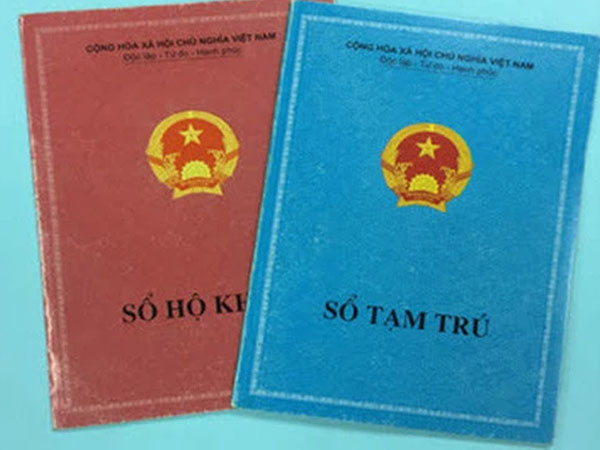 CỘNG HÒA XÃ HỘI CHỦ NGHĨA VIỆT NAM
Độc lập - Tự do - Hạnh phúc
SỔ HỘ KH
CỘNG HÒA XÃ HỘI CHỦ NGHĨA VIỆT NAM
Độc lập - Tự do - Hạnh phúc
SỔ TẠM TRÚ